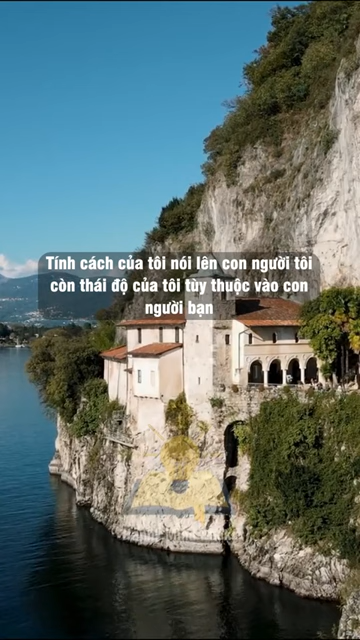 Tính cách của tôi nói lên con người tôi
còn thái độ của tôi tùy thuộc vào con
người bạn